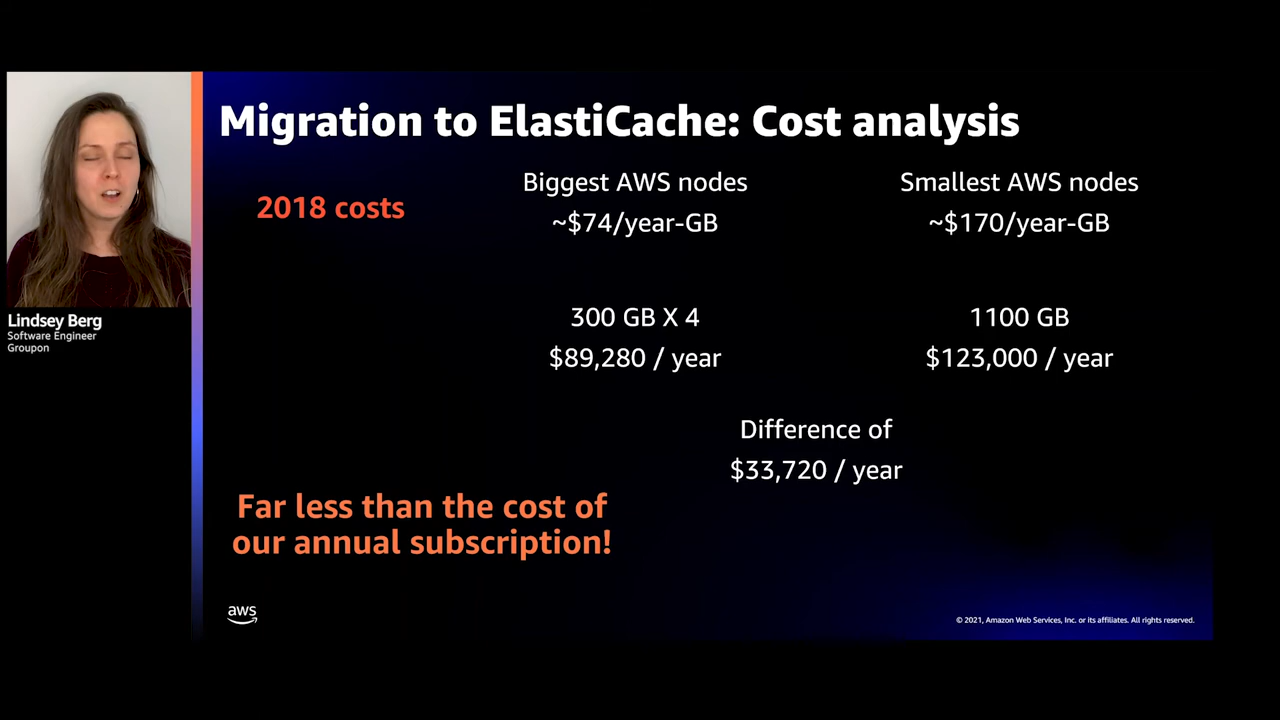 Migration to ElastiCache: Cost analysis
2018 costs
Biggest AWS nodes
~$74/year-GB
Smallest AWS nodes
~$170/year-GB
300 GB X 4
$89,280 / year
1100 GB
$123,000 / year
Difference of
$33,720 / year
Far less than the cost of
our annual subscription!
Lindsey Berg
Software Engineer
Groupon
aws
© 2021, Amazon Web Services, Inc. or its affiliates. All rights reserved.